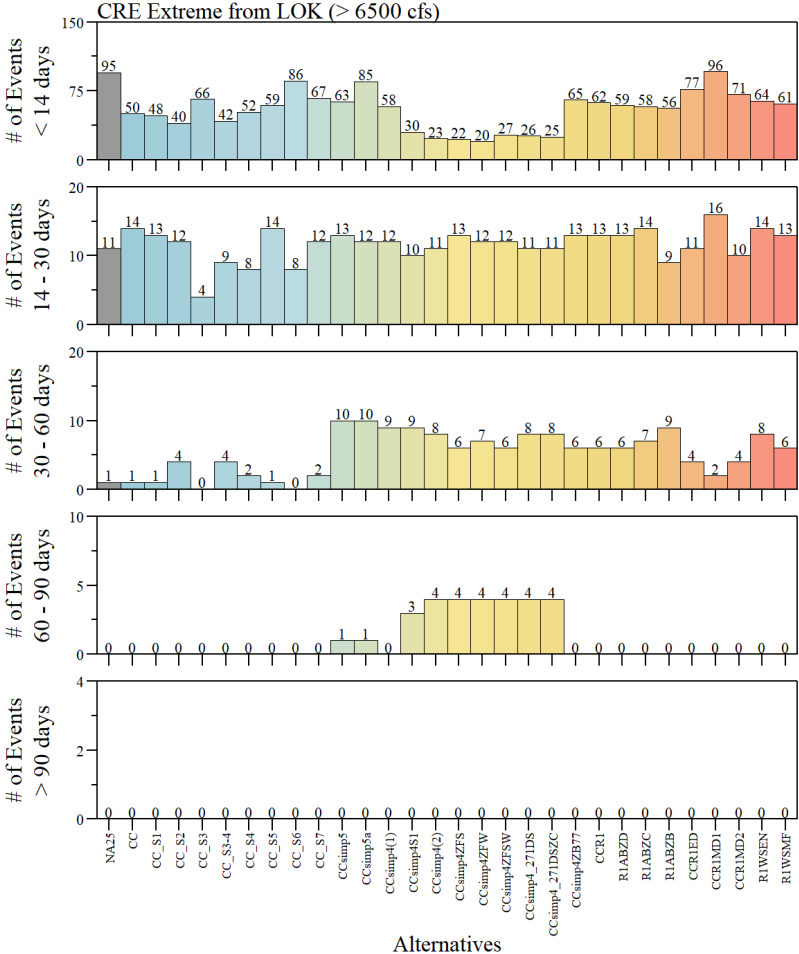 CRE Extreme from LOK (> 6500 cfs)
# of Events
< 14 days
150
75
0
95 50 48 40 66 42 52 59 86 67 63 85 58 30 23 22 20 27 26 25 65 62 59 58 56 77 96 71 64 61
# of Events
14 - 30 days
20
10
0
11 14 13 12 4 9 8 14 8 12 13 12 12 10 11 13 12 12 11 11 13 13 13 14 9 11 16 10 14 13
# of Events
30 - 60 days
20
10
0
1 1 1 4 0 4 2 1 0 2 10 10 9 9 8 6 7 6 8 8 6 6 6 7 9 4 2 4 8 6
# of Events
60 - 90 days
10
5
0
0 0 0 0 0 0 0 0 0 0 1 1 0 3 4 4 4 4 4 4 0 0 0 0 0 0 0 0 0 0
# of Events
> 90 days
4
2
0
0 0 0 0 0 0 0 0 0 0 0 0 0 0 0 0 0 0 0 0 0 0 0 0 0 0 0 0 0 0
NA25
CC
CC_S1
CC_S2
CC_S3
CC_S3-4
CC_S4
CC_S5
CC_S6
CC_S7
CCsimp5
CCsimp5a
CCsimp4(1)
CCsimp4S1
CCsimp4(2)
CCsimp4ZFS
CCsimp4ZFW
CCsimp4ZFSW
CCsimp4_271DS
CCsimp4_271DSZC
CCsimp4ZB77
CCR1
R1ABZD
R1ABZC
R1ABZB
CCR1ED
CCR1MD1
CCR1MD2
R1WSEN
R1WSMF
Alternatives